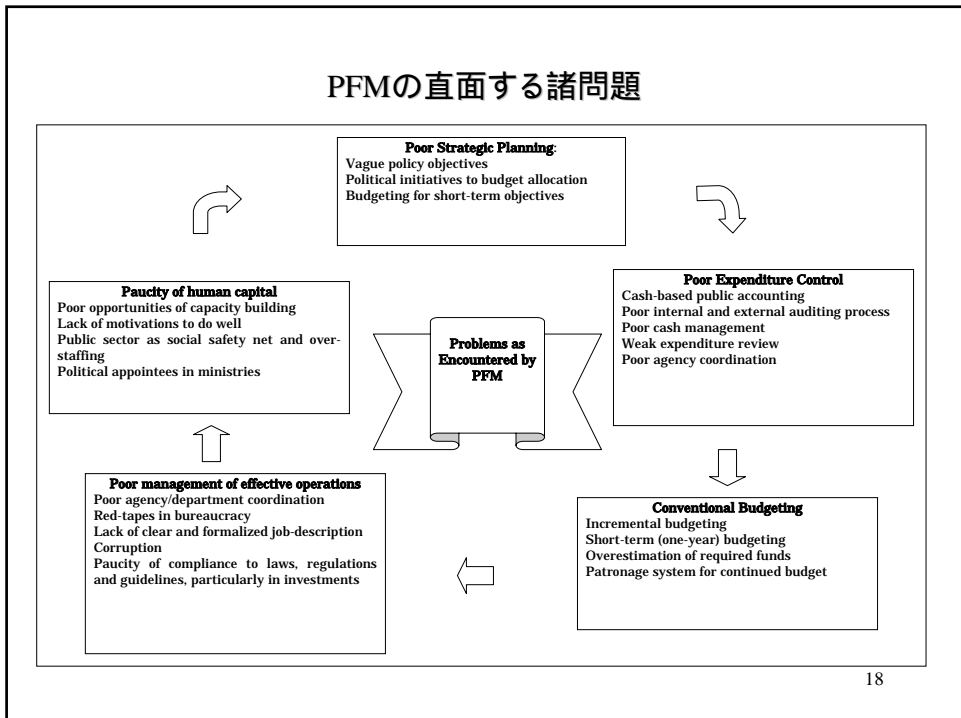 PFMの直面する諸問題
Poor Strategic Planning:
Vague policy objectives
Political initiatives to budget allocation
Budgeting for short-term objectives
Poor Expenditure Control
Cash-based public accounting
Poor internal and external auditing process
Poor cash management
Weak expenditure review
Poor agency coordination
Conventional Budgeting
Incremental budgeting
Short-term (one-year) budgeting
Overestimation of required funds
Patronage system for continued budget
Poor management of effective operations
Poor agency/department coordination
Red-tapes in bureaucracy
Lack of clear and formalized job-description
Corruption
Paucity of compliance to laws, regulations
and guidelines, particularly in investments
Paucity of human capital
Poor opportunities of capacity building
Lack of motivations to do well
Public sector as social safety net and over-
staffing
Political appointees in ministries
Problems as
Encountered by
PFM
18